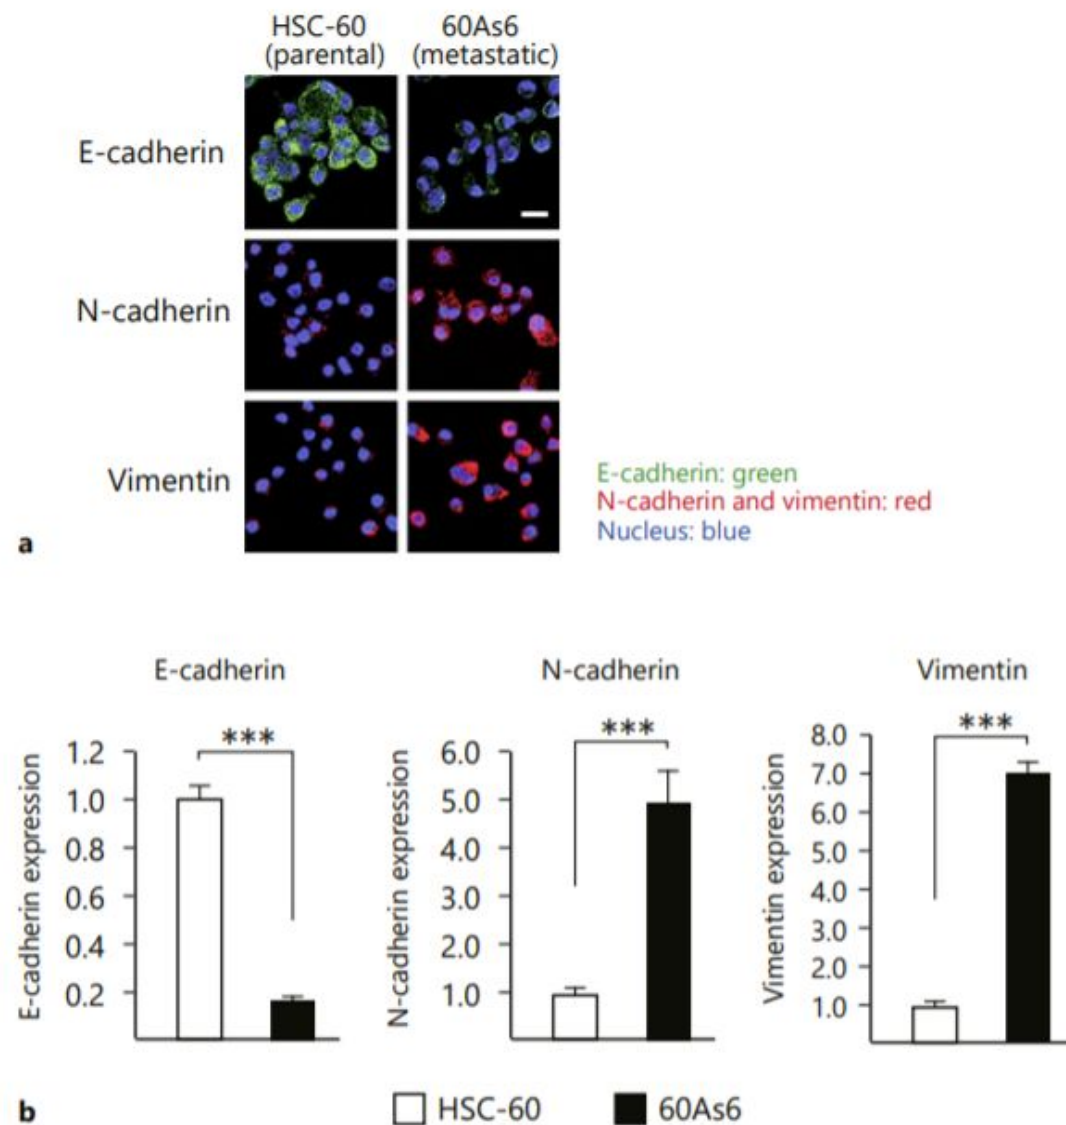 HSC-60 60As6
(parental) (metastatic)
E-cadherin
N-cadherin
Vimentin
E-cadherin: green
N-cadherin and vimentin: red
Nucleus: blue
a
E-cadherin
E-cadherin expression
1.2
1.0
0.8
0.6
0.4
0.2
***
N-cadherin
N-cadherin expression
6.0
5.0
4.0
3.0
2.0
1.0
***
Vimentin
Vimentin expression
8.0
7.0
6.0
5.0
4.0
3.0
2.0
1.0
***
b
HSC-60 60As6